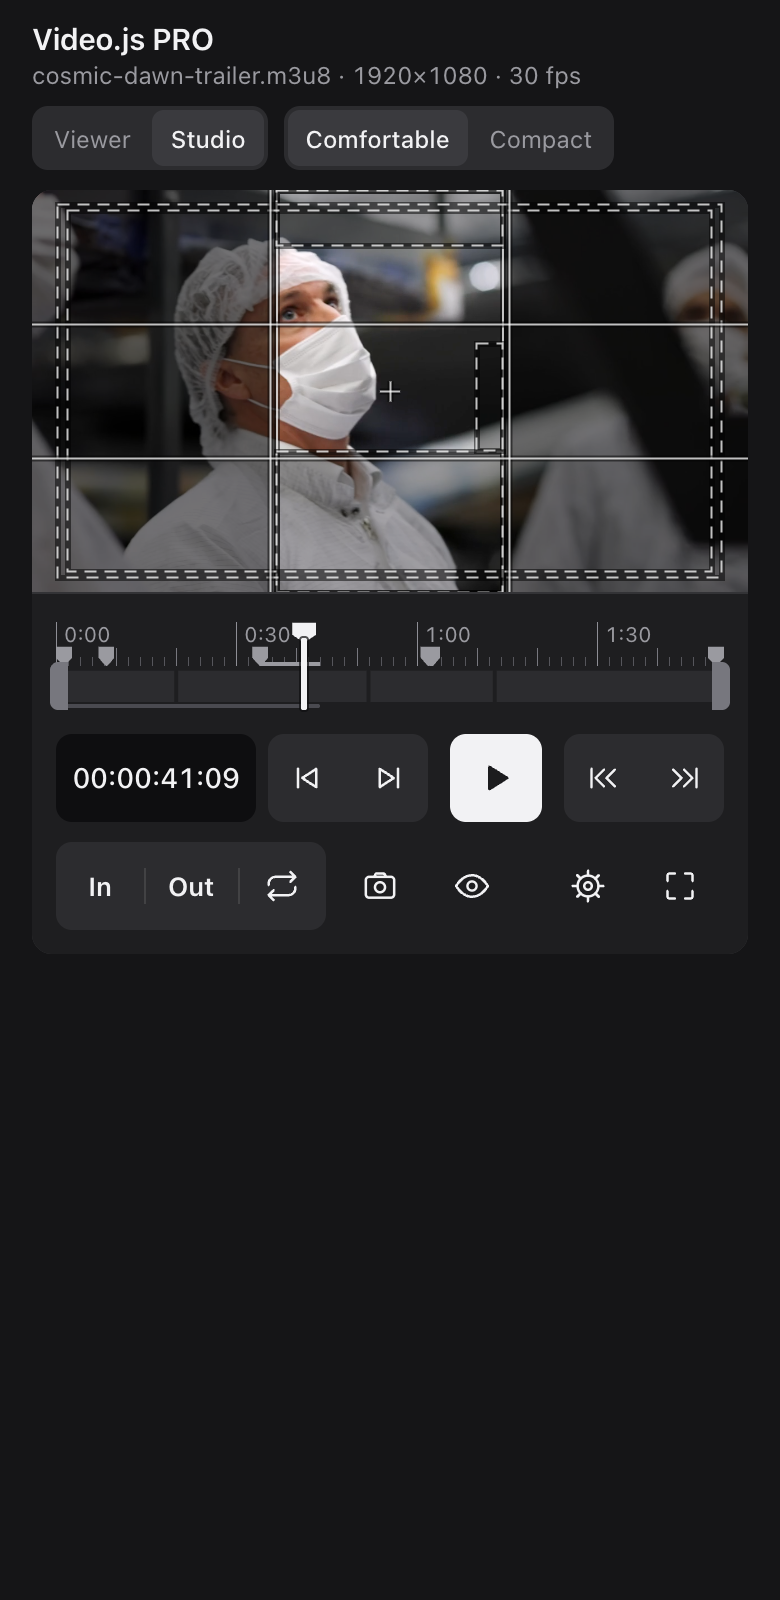 Video.js PRO
cosmic-dawn-trailer.m3u8 · 1920×1080 · 30 fps
Viewer Studio Comfortable Compact
0:00 0:30 1:00 1:30
00:00:41:09
In Out